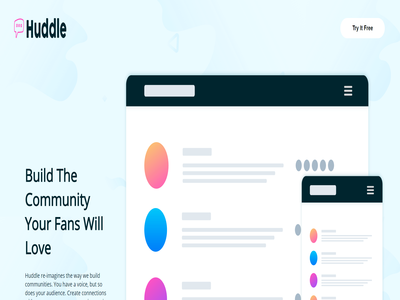 Huddle
Try It Free
Build The
Community
Your Fans Will
Love
Huddle re-imagines the way we build
communities. You have a voice, but so
does your audience. Create connections